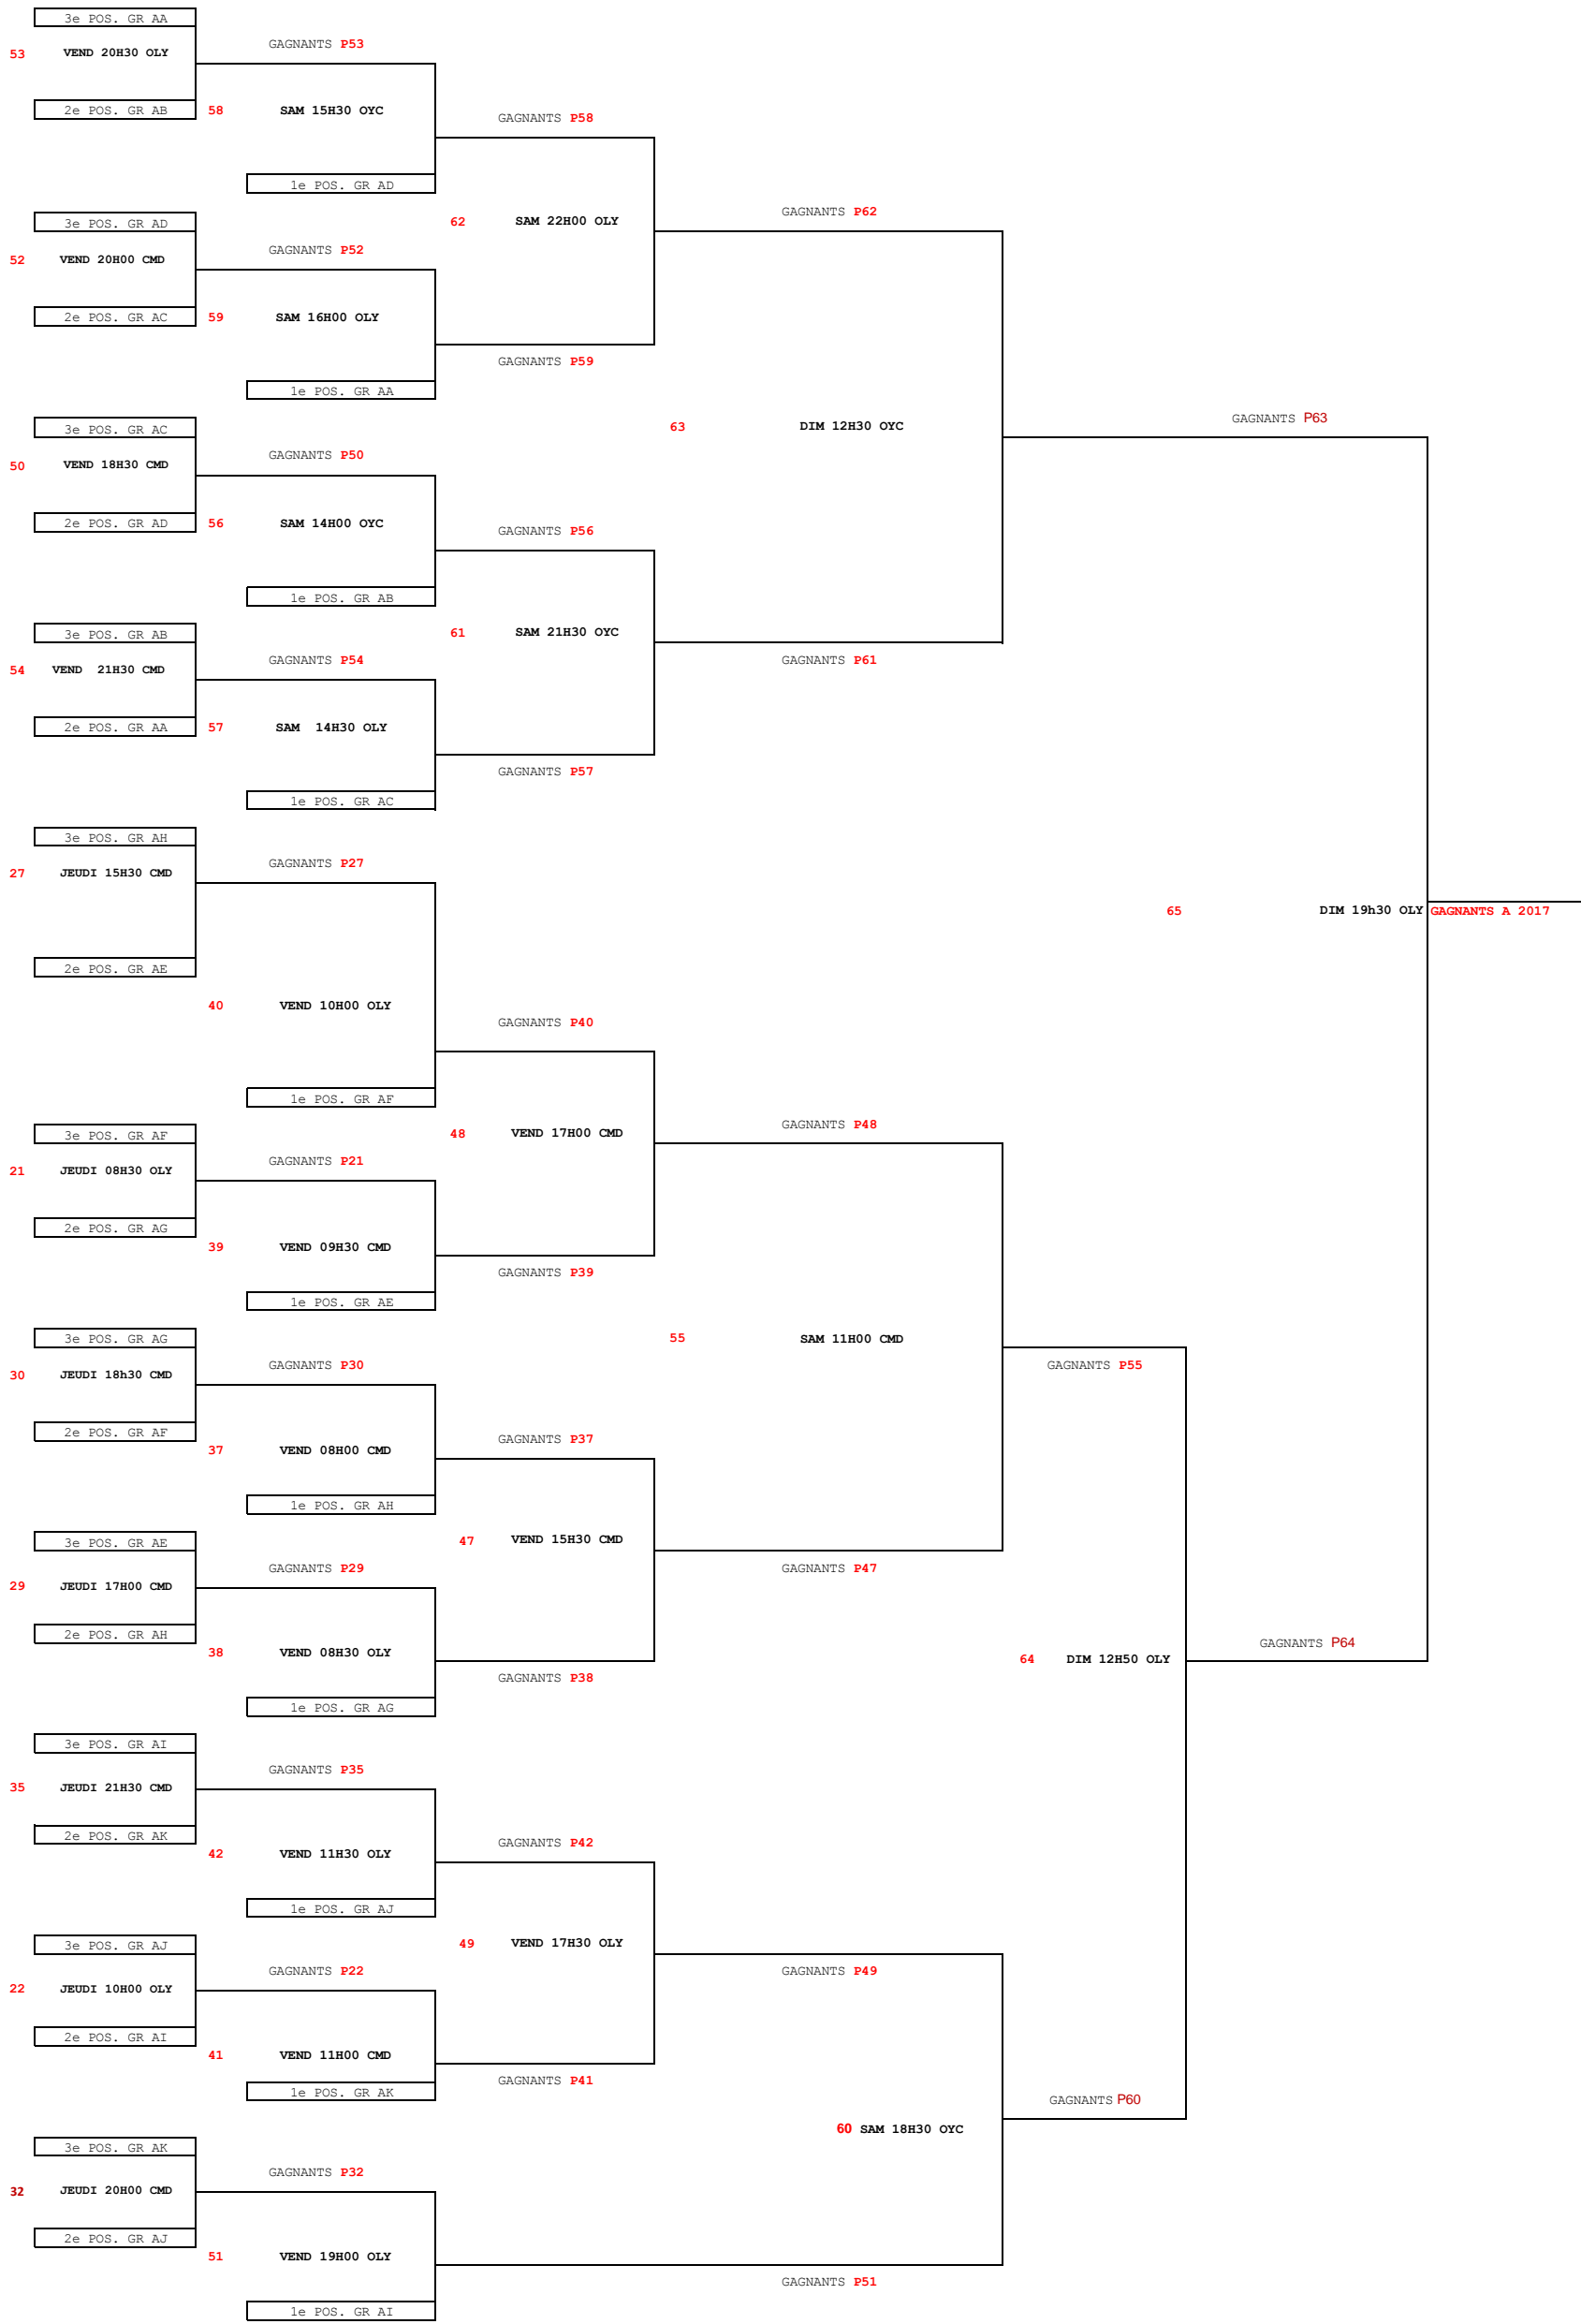 3e POS. GR AA
53 VEND 20H30 OLY
GAGNANTS P53
2e POS. GR AB
58 SAM 15H30 OYC
GAGNANTS P58
1e POS. GR AD
3e POS. GR AD
62 SAM 22H00 OLY
GAGNANTS P62
52 VEND 20H00 CMD
GAGNANTS P52
2e POS. GR AC
59 SAM 16H00 OLY
GAGNANTS P59
1e POS. GR AA
3e POS. GR AC
63 DIM 12H30 OYC
GAGNANTS P63
50 VEND 18H30 CMD
GAGNANTS P50
2e POS. GR AD
56 SAM 14H00 OYC
GAGNANTS P56
1e POS. GR AB
3e POS. GR AB
61 SAM 21H30 OYC
54 VEND 21H30 CMD
GAGNANTS P54
GAGNANTS P61
2e POS. GR AA
57 SAM 14H30 OLY
GAGNANTS P57
1e POS. GR AC
3e POS. GR AH
27 JEUDI 15H30 CMD
GAGNANTS P27
65 DIM 19h30 OLY
GAGNANTS A 2017
2e POS. GR AE
40 VEND 10H00 OLY
GAGNANTS P40
1e POS. GR AF
3e POS. GR AF
48 VEND 17H00 CMD
GAGNANTS P48
21 JEUDI 08H30 OLY
GAGNANTS P21
2e POS. GR AG
39 VEND 09H30 CMD
GAGNANTS P39
1e POS. GR AE
3e POS. GR AG
55 SAM 11H00 CMD
30 JEUDI 18h30 CMD
GAGNANTS P30
GAGNANTS P55
2e POS. GR AF
37 VEND 08H00 CMD
GAGNANTS P37
1e POS. GR AH
3e POS. GR AE
47 VEND 15H30 CMD
29 JEUDI 17H00 CMD
GAGNANTS P29
GAGNANTS P47
2e POS. GR AH
38 VEND 08H30 OLY
GAGNANTS P38
64 DIM 12H50 OLY
GAGNANTS P64
1e POS. GR AG
3e POS. GR AI
35 JEUDI 21H30 CMD
GAGNANTS P35
2e POS. GR AK
42 VEND 11H30 OLY
GAGNANTS P42
1e POS. GR AJ
3e POS. GR AJ
49 VEND 17H30 OLY
22 JEUDI 10H00 OLY
GAGNANTS P22
GAGNANTS P49
2e POS. GR AI
41 VEND 11H00 CMD
GAGNANTS P41
1e POS. GR AK
60 SAM 18H30 OYC
GAGNANTS P60
3e POS. GR AK
32 JEUDI 20H00 CMD
GAGNANTS P32
2e POS. GR AJ
51 VEND 19H00 OLY
GAGNANTS P51
1e POS. GR AI